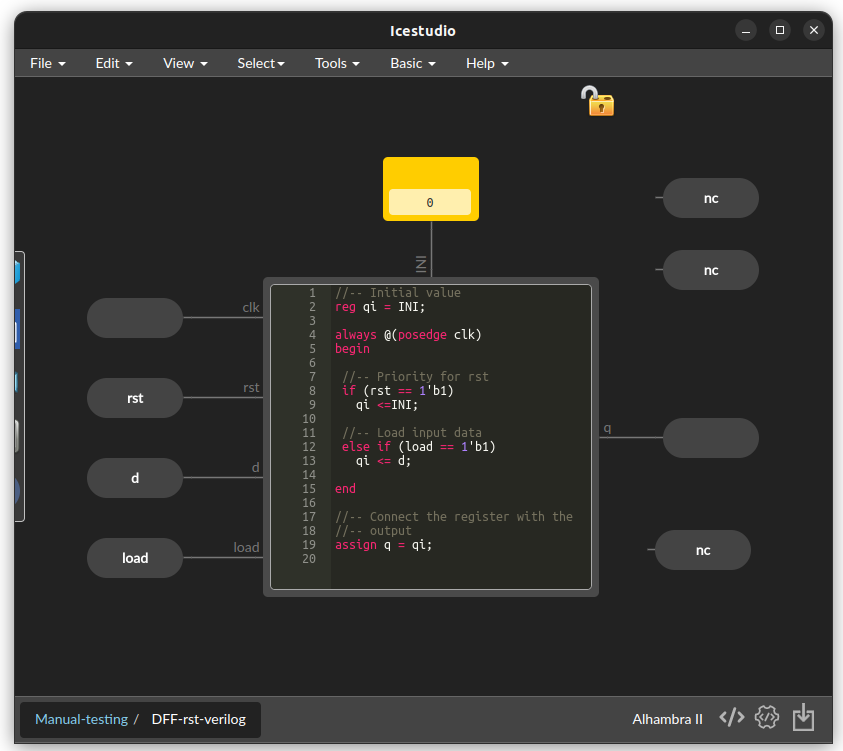 Icestudio
File Edit View Select Tools Basic Help
0
nc
INI
nc
clk
rst rst
d d
load load
1 //-- Initial value
2 reg qi = INI;
3
4 always @(posedge clk)
5 begin
6
7 //-- Priority for rst
8 if (rst == 1'b1)
9 qi <=INI;
10
11 //-- Load input data
12 else if (load == 1'b1)
13 qi <= d;
14
15 end
16
17 //-- Connect the register with the
18 //-- output
19 assign q = qi;
20
q
nc
Manual-testing / DFF-rst-verilog
Alhambra II </>